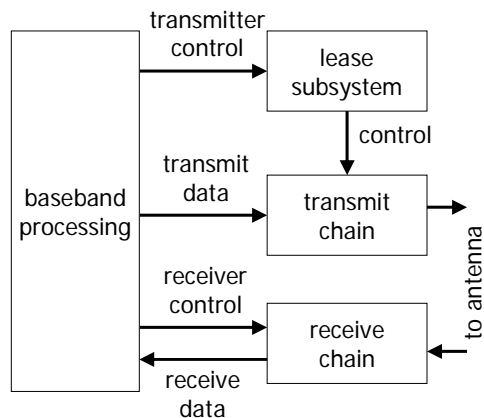 transmitter
control
lease
subsystem
control
transmit
data
baseband
processing
transmit
chain
receiver
control
to antenna
receive
chain
receive
data